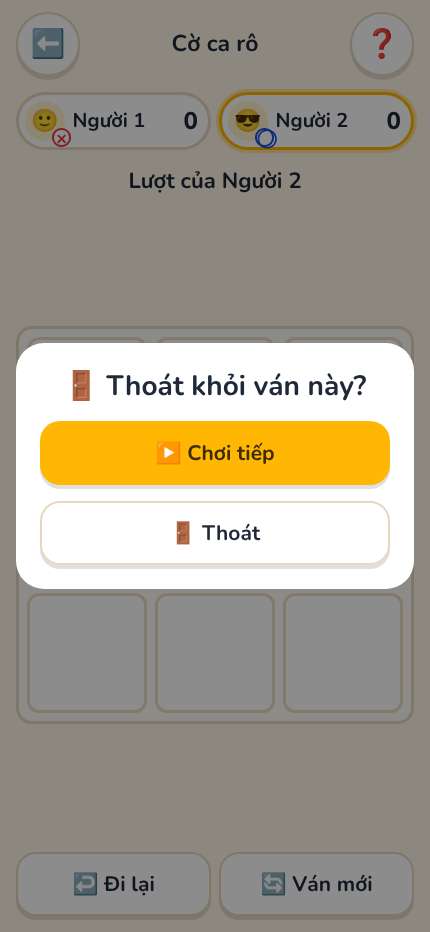 Cờ ca rô
Người 1 0
Người 2 0
Lượt của Người 2
Thoát khỏi ván này?
Chơi tiếp
Thoát
Đi lại
Ván mới